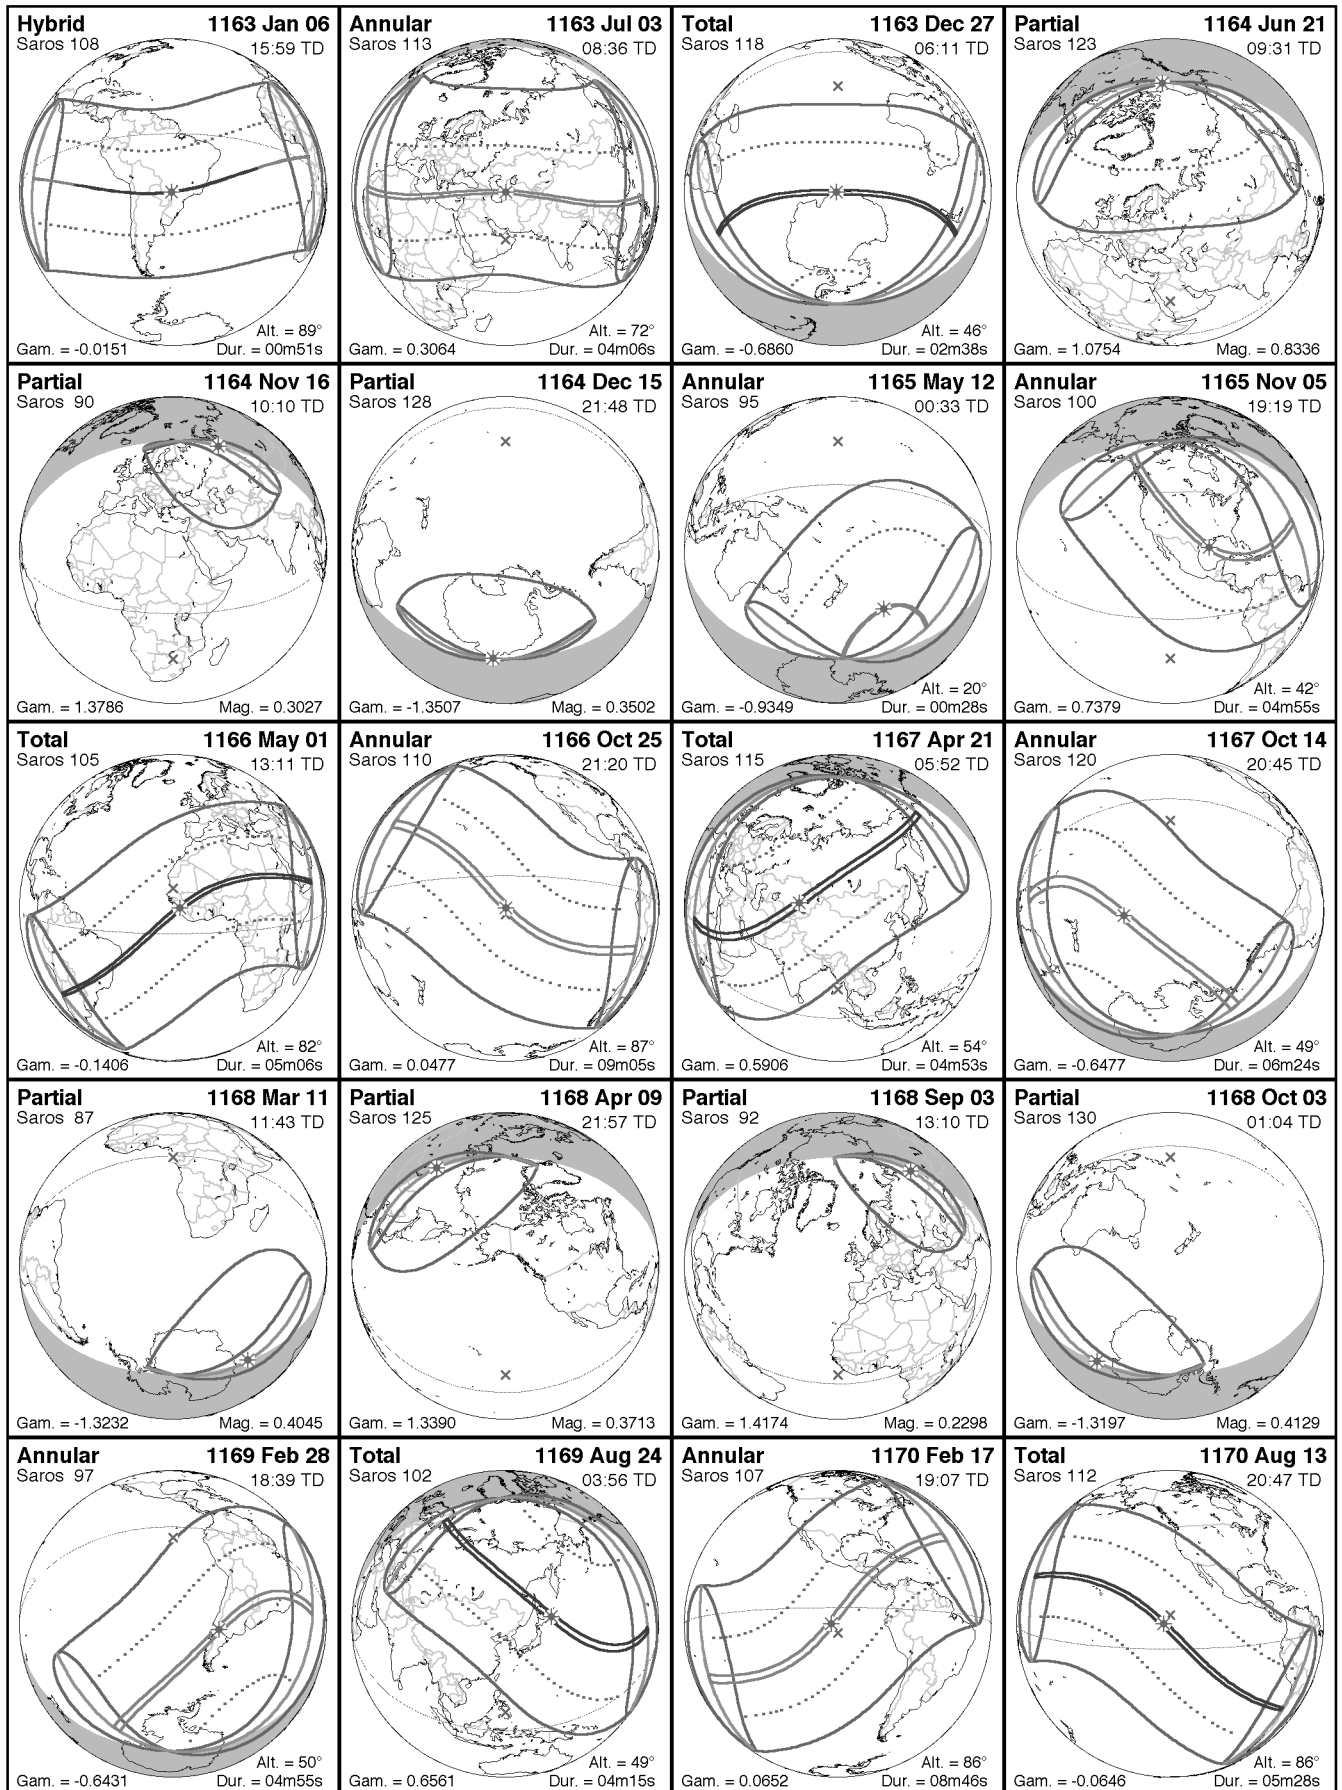 Hybrid 1163 Jan 06
Saros 108 15:59 TD
Alt. = 89°
Gam. = -0.0151 Dur. = 00m51s
Annular 1163 Jul 03
Saros 113 08:36 TD
Alt. = 72°
Gam. = 0.3064 Dur. = 04m06s
Total 1163 Dec 27
Saros 118 06:11 TD
Alt. = 46°
Gam. = -0.6860 Dur. = 02m38s
Partial 1164 Jun 21
Saros 123 09:31 TD
Gam. = 1.0754 Mag. = 0.8336
Partial 1164 Nov 16
Saros 90 10:10 TD
Gam. = 1.3786 Mag. = 0.3027
Partial 1164 Dec 15
Saros 128 21:48 TD
Gam. = -1.3507 Mag. = 0.3502
Annular 1165 May 12
Saros 95 00:33 TD
Alt. = 20°
Gam. = -0.9349 Dur. = 00m28s
Annular 1165 Nov 05
Saros 100 19:19 TD
Alt. = 42°
Gam. = 0.7379 Dur. = 04m55s
Total 1166 May 01
Saros 105 13:11 TD
Alt. = 82°
Gam. = -0.1406 Dur. = 05m06s
Annular 1166 Oct 25
Saros 110 21:20 TD
Alt. = 87°
Gam. = 0.0477 Dur. = 09m05s
Total 1167 Apr 21
Saros 115 05:52 TD
Alt. = 54°
Gam. = 0.5906 Dur. = 04m53s
Annular 1167 Oct 14
Saros 120 20:45 TD
Alt. = 49°
Gam. = -0.6477 Dur. = 06m24s
Partial 1168 Mar 11
Saros 87 11:43 TD
Gam. = -1.3232 Mag. = 0.4045
Partial 1168 Apr 09
Saros 125 21:57 TD
Gam. = 1.3390 Mag. = 0.3713
Partial 1168 Sep 03
Saros 92 13:10 TD
Gam. = 1.4174 Mag. = 0.2298
Partial 1168 Oct 03
Saros 130 01:04 TD
Gam. = -1.3197 Mag. = 0.4129
Annular 1169 Feb 28
Saros 97 18:39 TD
Alt. = 50°
Gam. = -0.6431 Dur. = 04m55s
Total 1169 Aug 24
Saros 102 03:56 TD
Alt. = 49°
Gam. = 0.6561 Dur. = 04m15s
Annular 1170 Feb 17
Saros 107 19:07 TD
Alt. = 86°
Gam. = 0.0652 Dur. = 08m46s
Total 1170 Aug 13
Saros 112 20:47 TD
Alt. = 86°
Gam. = -0.0646 Dur. = 05m28s